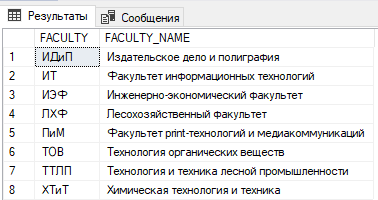 Результаты Сообщения
FACULTY FACULTY_NAME
1 ИДиП Издательское дело и полиграфия
2 ИТ Факультет информационных технологий
3 ИЭФ Инженерно-экономический факультет
4 ЛХФ Лесохозяйственный факультет
5 ПиМ Факультет print-технологий и медиакоммуникаций
6 ТОВ Технология органических веществ
7 ТТЛП Технология и техника лесной промышленности
8 ХТиТ Химическая технология и техника